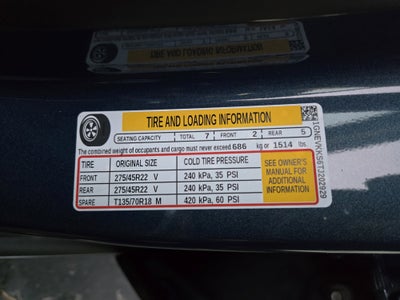 TIRE AND LOADING INFORMATION
SEATING CAPACITY TOTAL 7 FRONT 2 REAR 5
The combined weight of occupants and cargo must never exceed 686 kg or 1514 lbs
TIRE ORIGINAL SIZE COLD TIRE PRESSURE
FRONT 275/45R22 V 240 kPa, 35 PSI
REAR 275/45R22 V 240 kPa, 35 PSI
SPARE T135/70R18 M 420 kPa, 60 PSI
SEE OWNER'S
MANUAL FOR
ADDITIONAL
INFORMATION